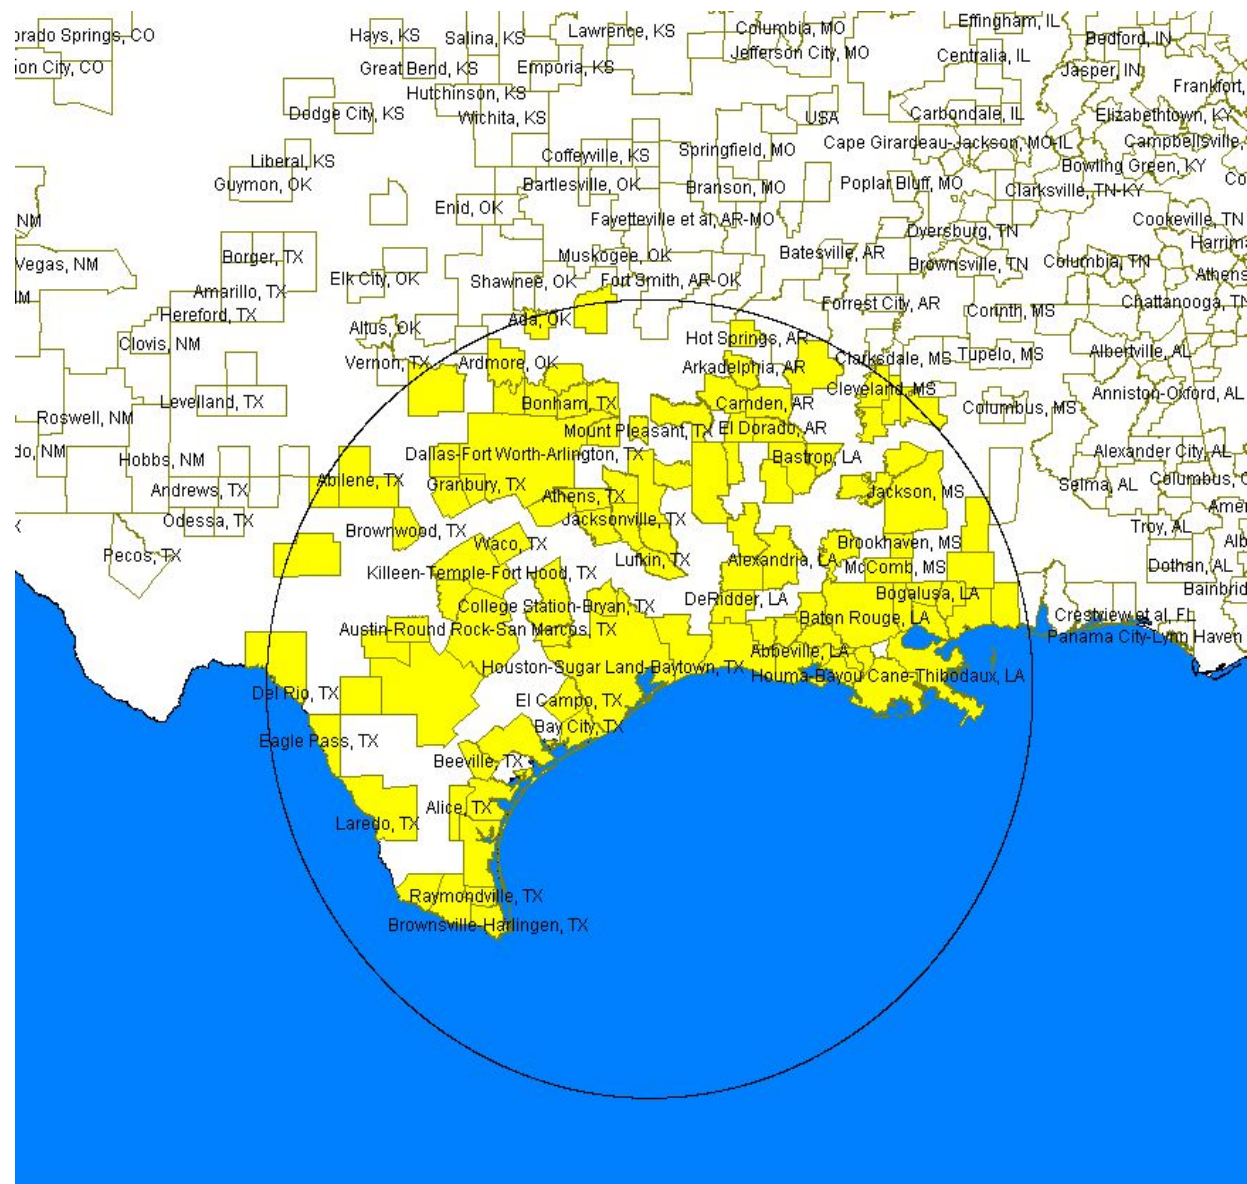 Effingham, IL
Columbia, MO
Lawrence, KS
orado Springs, CO
Hays, KS
Salina, KS
Bedford, IN
Jefferson City, MO
Centralia, IL
ion City, CO
Great Bend, KS
Emporia, KS
Jasper, IN
Frankfort,
Hutchinson, KS
Dodge City, KS
Wichita, KS
USA
Carbondale, IL
Elizabethtown, KY
Cape Girardeau-Jackson, MO-IL
Campbellsville,
Liberal, KS
Coffeyville, KS
Springfield, MO
Bowling Green, KY
Guymon, OK
Bartlesville, OK
Branson, MO
Poplar Bluff, MO
Clarksville, TN-KY
Co
Enid, OK
Fayetteville et al, AR-MO
Cookeville, TN
NM
Dyersburg, TN
Harrima
Vegas, NM
Borger, TX
Muskogee, OK
Batesville, AR
Brownsville, TN
Columbia, TN
Athens
Elk City, OK
Shawnee, OK
Fort Smith, AR-OK
Amarillo, TX
Forrest City, AR
Chattanooga, TN
Hereford, TX
Ada, OK
Corinth, MS
Altus, OK
Clovis, NM
Hot Springs, AR
Vernon, TX
Ardmore, OK
Arkadelphia, AR
Clarksdale, MS
Tupelo, MS
Albertville, AL
Cleveland, MS
Anniston-Oxford, AL
Levelland, TX
Bonham, TX
Camden, AR
Columbus, MS
Roswell, NM
Mount Pleasant, TX
El Dorado, AR
do, NM
Hobbs, NM
Dallas-Fort Worth-Arlington, TX
Bastrop, LA
Alexander City, AL
Abilene, TX
Granbury, TX
Selma, AL
Columbus, G
Andrews, TX
Athens, TX
Jackson, MS
Amer
Odessa, TX
Brownwood, TX
Jacksonville, TX
Troy, AL
Pecos, TX
Waco, TX
Brookhaven, MS
Alb
Killeen-Temple-Fort Hood, TX
Lufkin, TX
Alexandria, LA
McComb, MS
Dothan, AL
College Station-Bryan, TX
DeRidder, LA
Bogalusa, LA
Bainbrid
Austin-Round Rock-San Marcos, TX
Baton Rouge, LA
Crestview et al, FL
Panama City-Lynn Haven
Abbeville, LA
Houston-Sugar Land-Baytown, TX
Houma-Bayou Cane-Thibodaux, LA
Del Rio, TX
El Campo, TX
Bay City, TX
Eagle Pass, TX
Beeville, TX
Alice, TX
Laredo, TX
Raymondville, TX
Brownsville-Harlingen, TX